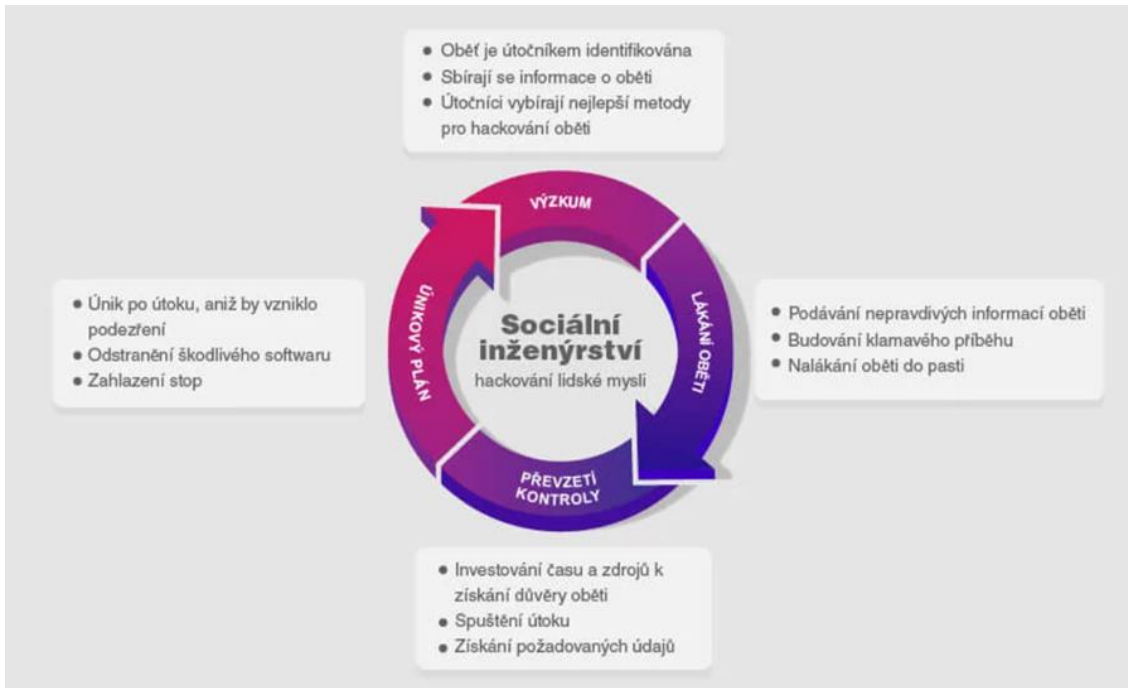 • Oběť je útočníkem identifikována
• Sbírají se informace o oběti
• Útočníci vybírají nejlepší metody
pro hackování oběti
VÝZKUM
LÁKÁNÍ OBĚTI
• Podávání nepravdivých informací oběti
• Budování klamavého příběhu
• Nalákání oběti do pasti
PŘEVZETÍ
KONTROLY
• Investování času a zdrojů k
získání důvěry oběti
• Spuštění útoku
• Získání požadovaných údajů
ÚNIKOVÝ PLÁN
• Únik po útoku, aniž by vzniklo
podezření
• Odstranění škodlivého softwaru
• Zahlazení stop
Sociální
inženýrství
hackování lidské mysli